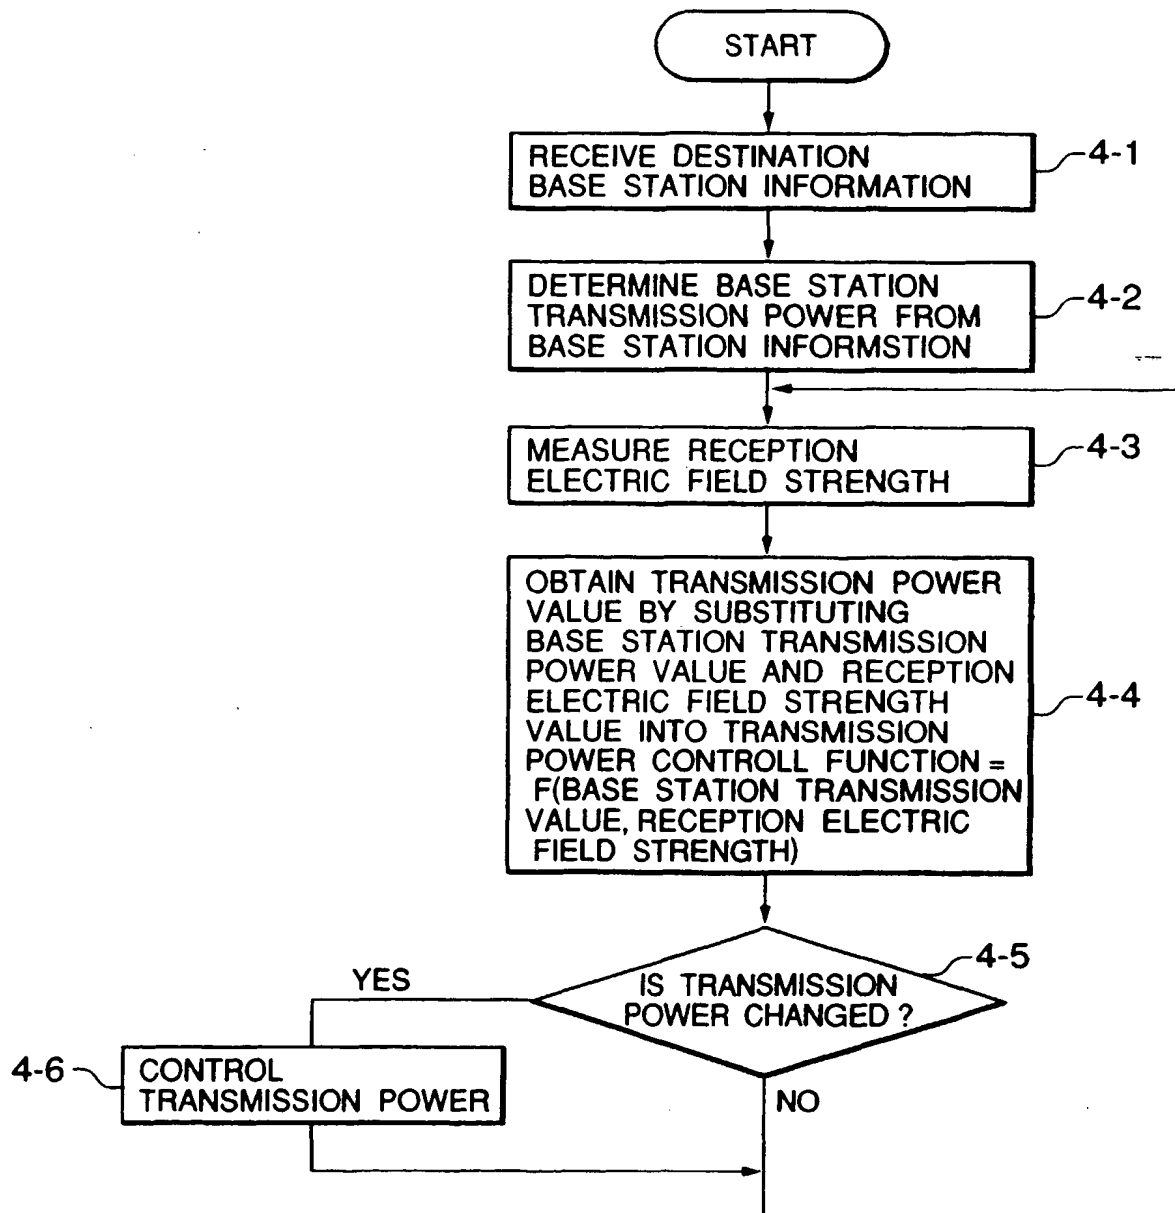 START
RECEIVE DESTINATION
BASE STATION INFORMATION
4-1
DETERMINE BASE STATION
TRANSMISSION POWER FROM
BASE STATION INFORMSTION
4-2
MEASURE RECEPTION
ELECTRIC FIELD STRENGTH
4-3
OBTAIN TRANSMISSION POWER
VALUE BY SUBSTITUTING
BASE STATION TRANSMISSION
POWER VALUE AND RECEPTION
ELECTRIC FIELD STRENGTH
VALUE INTO TRANSMISSION
POWER CONTROLL FUNCTION =
F(BASE STATION TRANSMISSION
VALUE, RECEPTION ELECTRIC
FIELD STRENGTH)
4-4
IS TRANSMISSION
POWER CHANGED ?
4-5
YES
4-6
CONTROL
TRANSMISSION POWER
NO